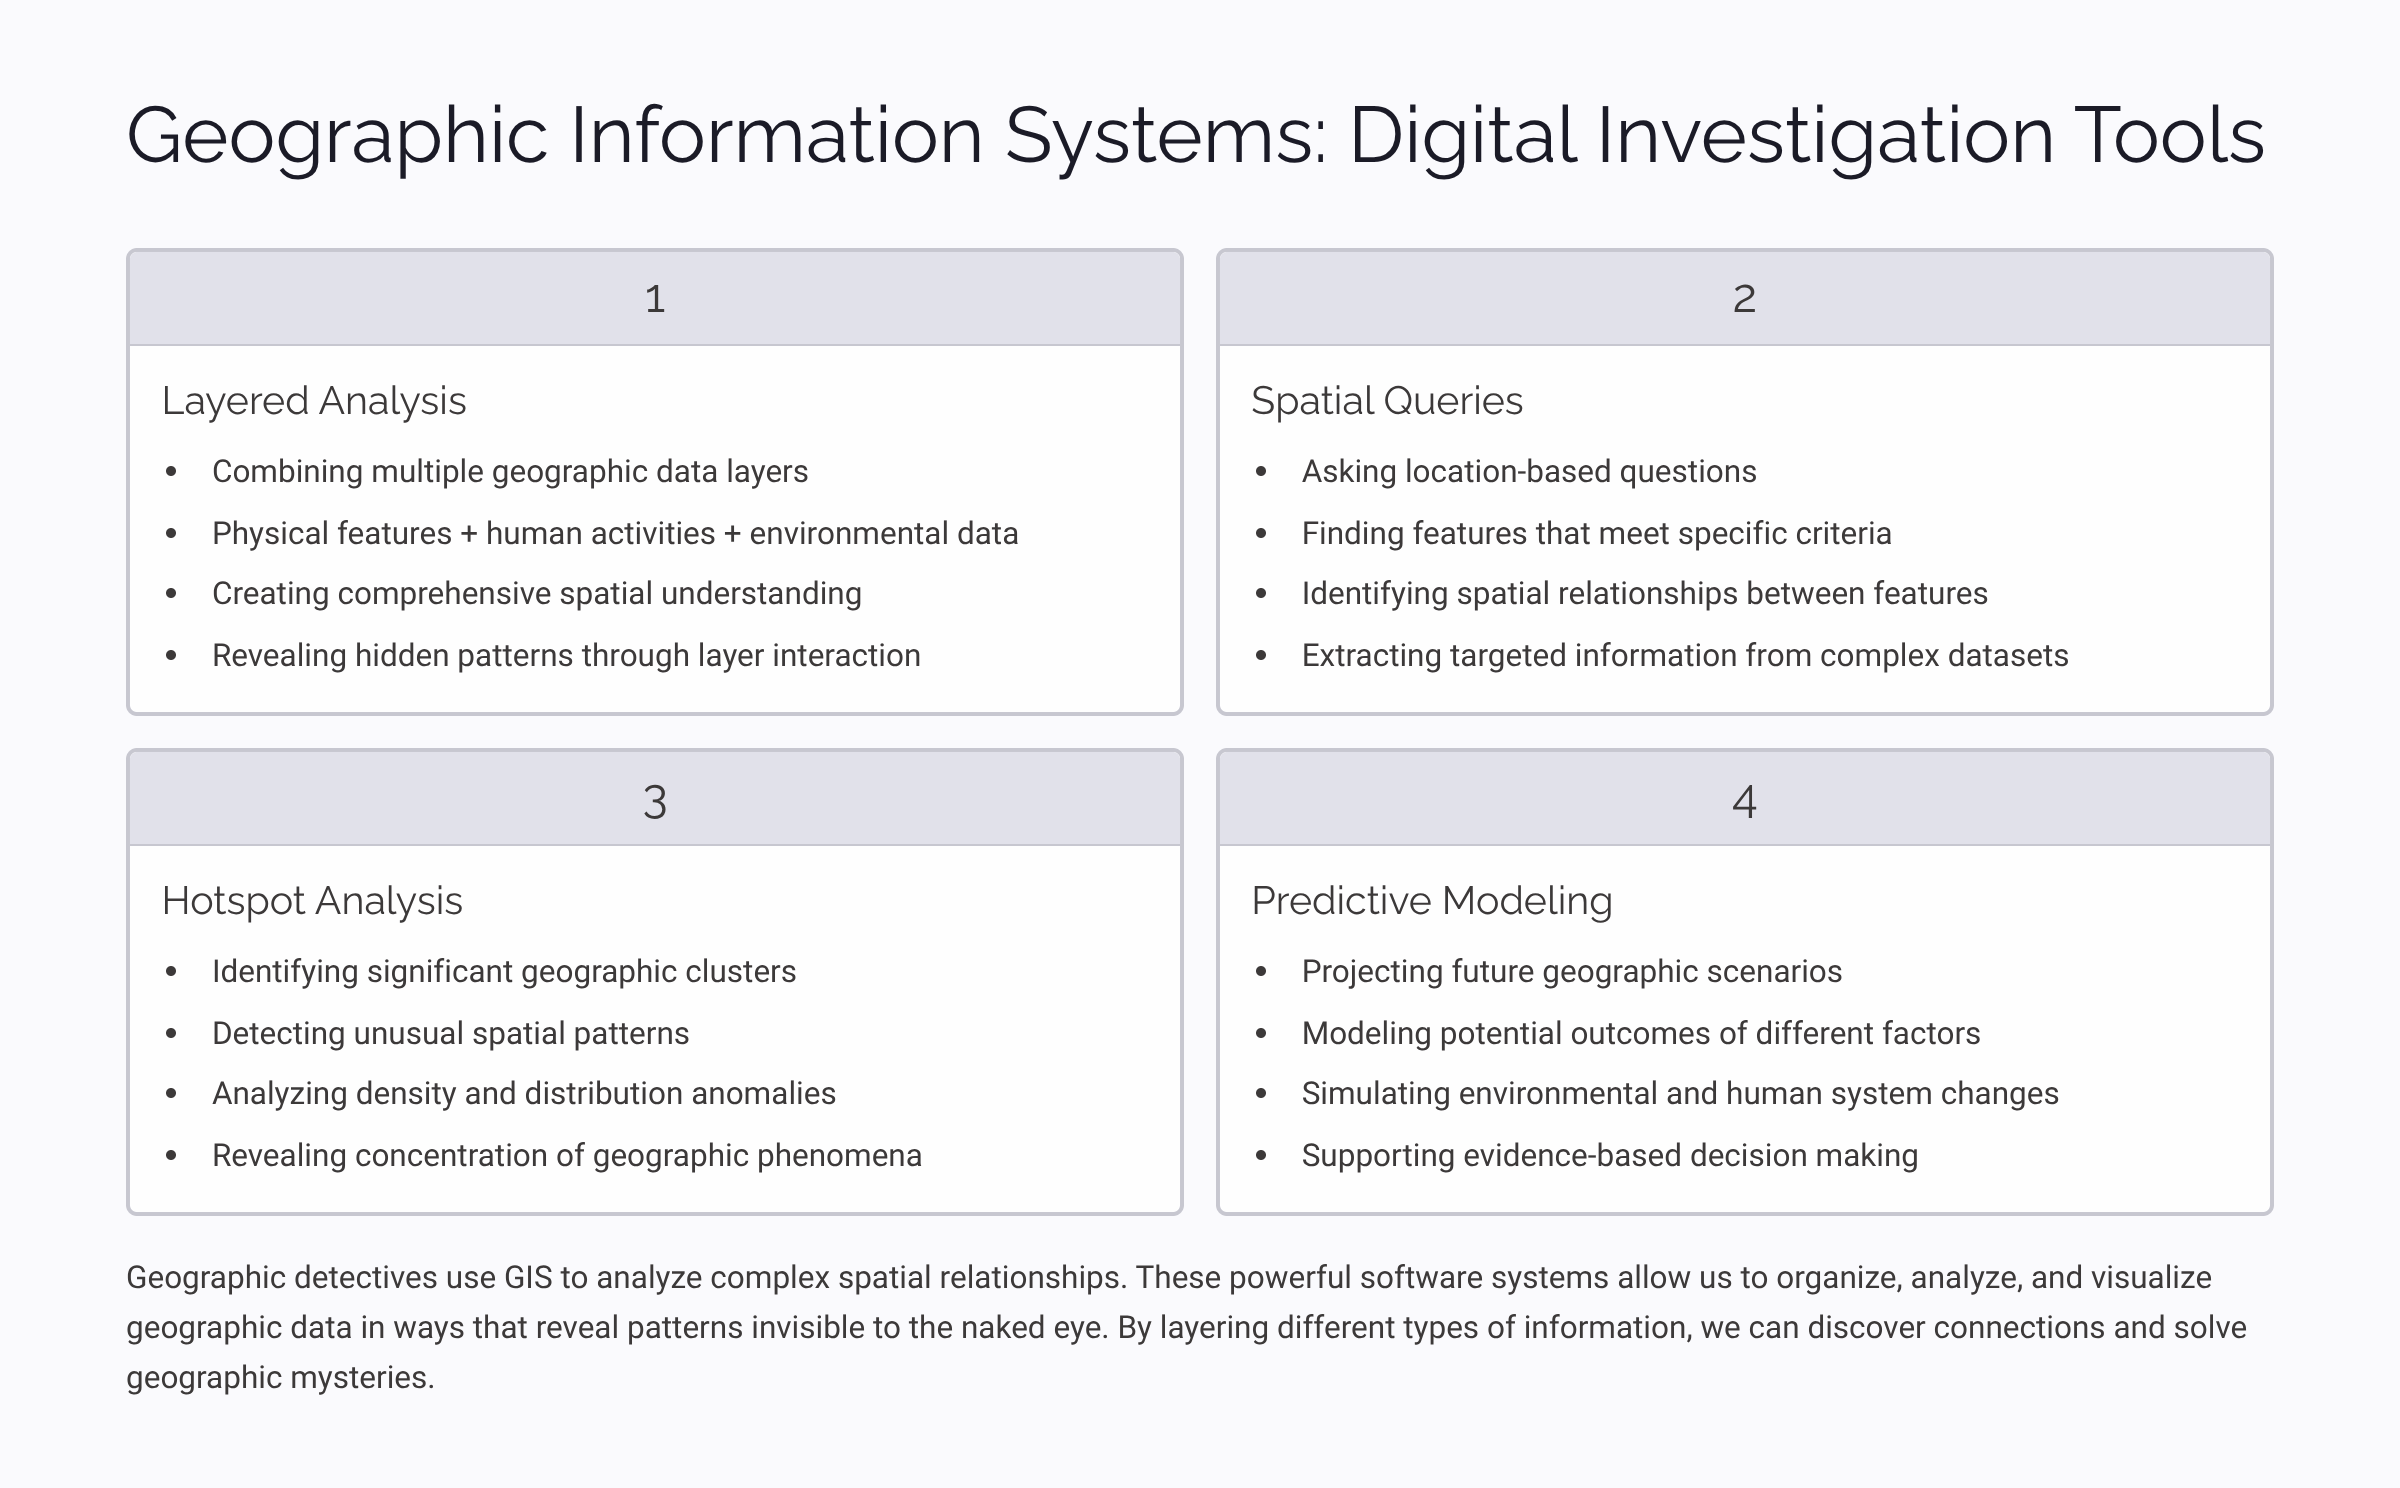 Geographic Information Systems: Digital Investigation Tools
1
Layered Analysis
• Combining multiple geographic data layers
• Physical features + human activities + environmental data
• Creating comprehensive spatial understanding
• Revealing hidden patterns through layer interaction
2
Spatial Queries
• Asking location-based questions
• Finding features that meet specific criteria
• Identifying spatial relationships between features
• Extracting targeted information from complex datasets
3
Hotspot Analysis
• Identifying significant geographic clusters
• Detecting unusual spatial patterns
• Analyzing density and distribution anomalies
• Revealing concentration of geographic phenomena
4
Predictive Modeling
• Projecting future geographic scenarios
• Modeling potential outcomes of different factors
• Simulating environmental and human system changes
• Supporting evidence-based decision making
Geographic detectives use GIS to analyze complex spatial relationships. These powerful software systems allow us to organize, analyze, and visualize
geographic data in ways that reveal patterns invisible to the naked eye. By layering different types of information, we can discover connections and solve
geographic mysteries.